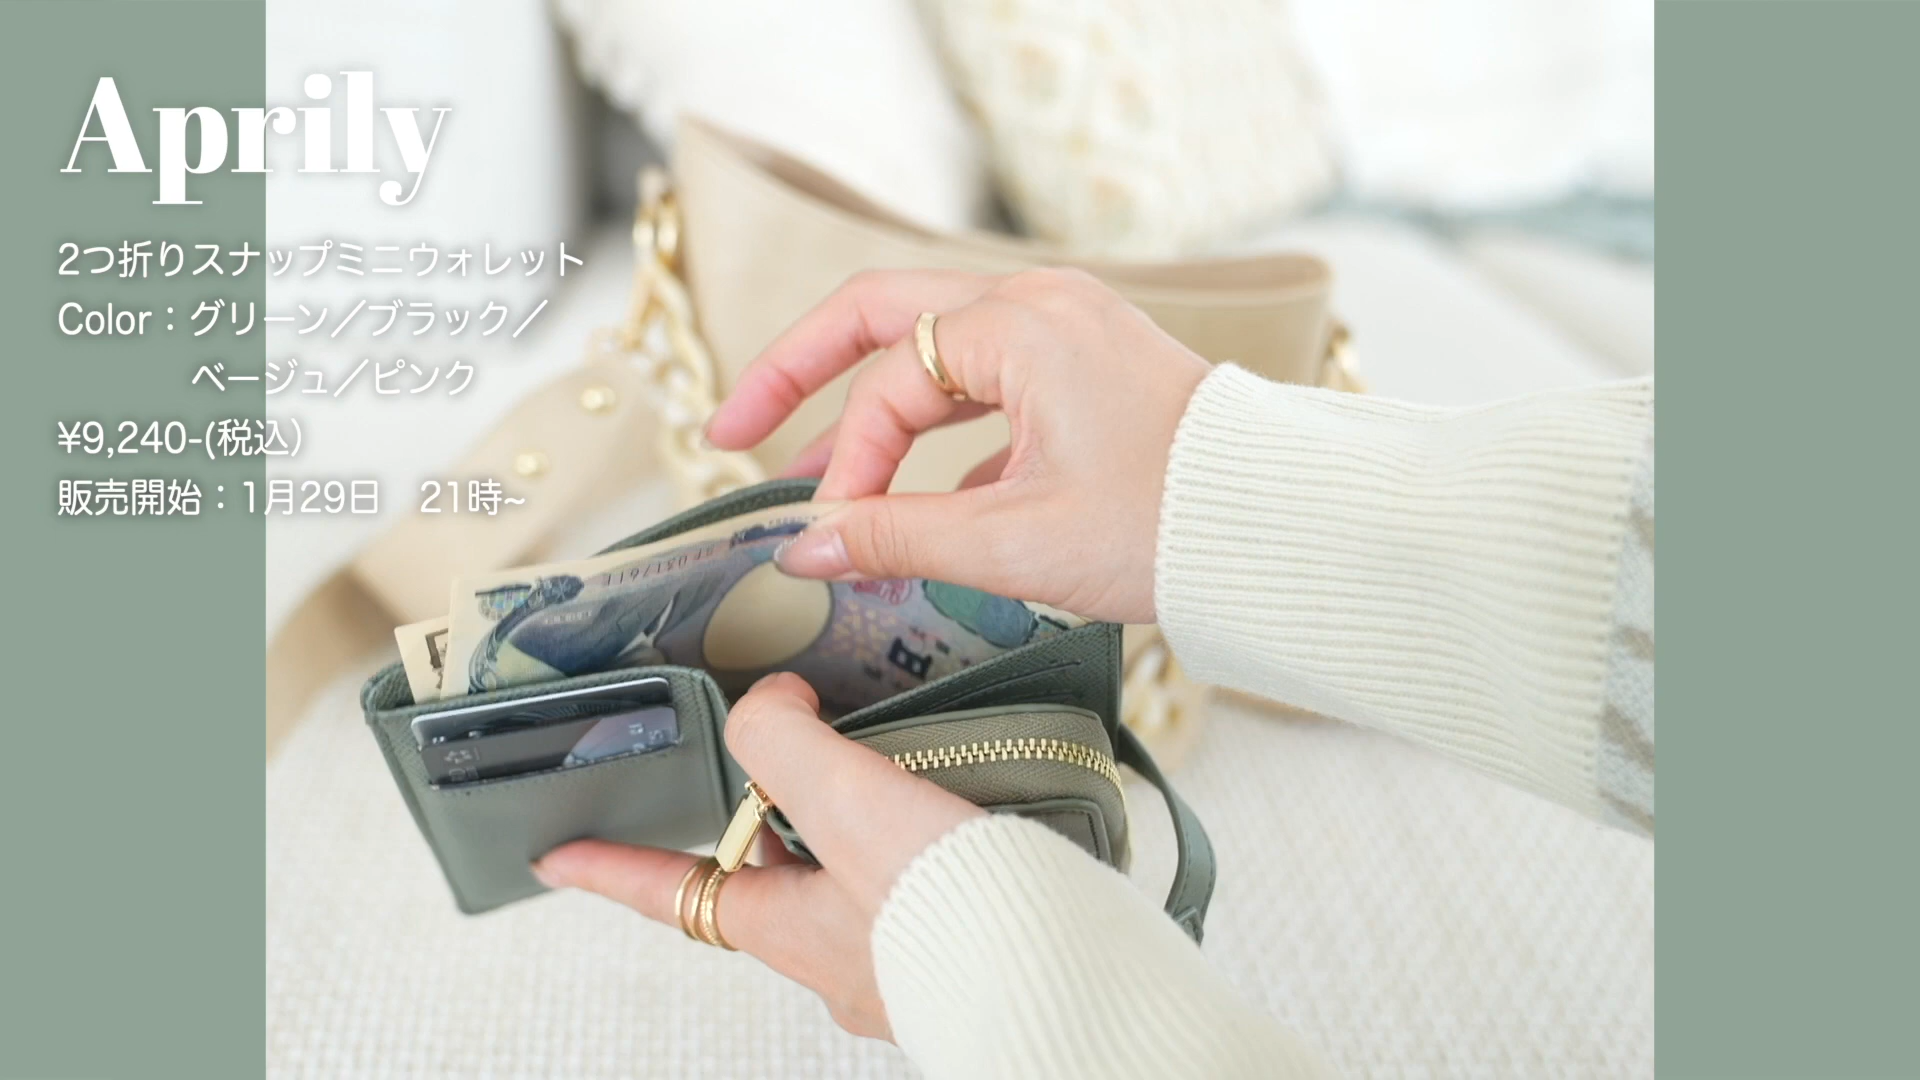 Aprily
2つ折りスナップミニウォレット
Color：グリーン／ブラック／
ベージュ／ピンク
¥9,240-(税込)
販売開始：1月29日　21時~